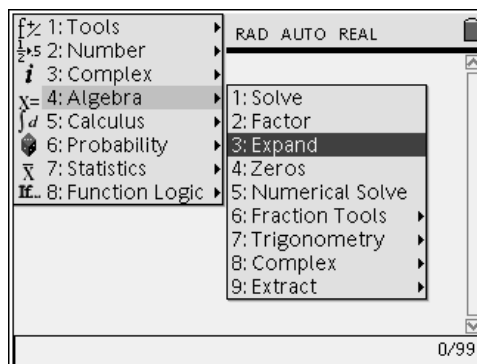 1: Tools
2: Number
3: Complex
4: Algebra
5: Calculus
6: Probability
7: Statistics
8: Function Logic
RAD AUTO REAL
1: Solve
2: Factor
3: Expand
4: Zeros
5: Numerical Solve
6: Fraction Tools
7: Trigonometry
8: Complex
9: Extract
0/99